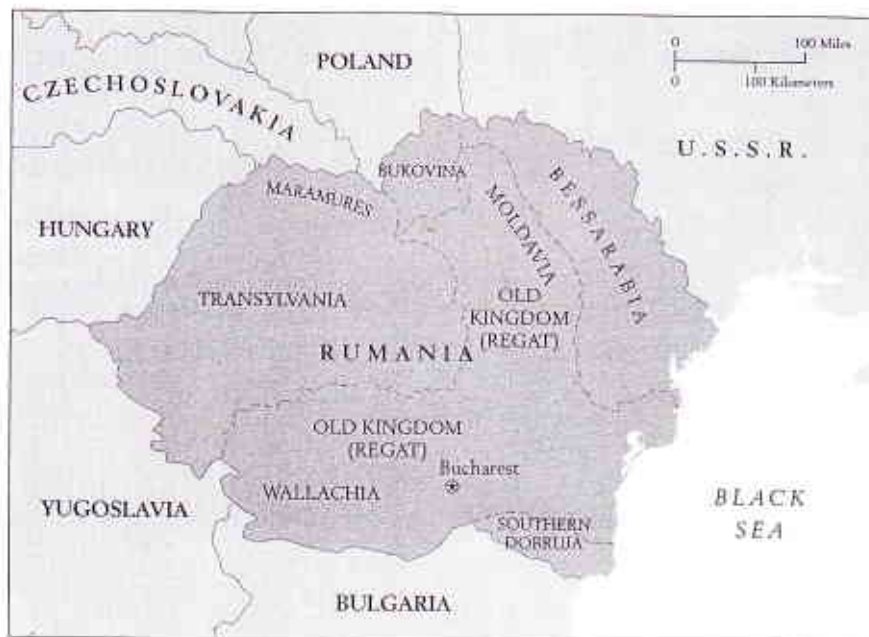 POLAND
0 100 Miles
0 100 Kilometers
CZECHOSLOVAKIA
U.S.S.R.
BUKOVINA
MARAMURES
MOLDAVIA
BESSARABIA
HUNGARY
TRANSYLVANIA
OLD
KINGDOM
(REGAT)
RUMANIA
OLD KINGDOM
(REGAT)
Bucharest
WALLACHIA
YUGOSLAVIA
BLACK
SEA
SOUTHERN
DOBRUJA
BULGARIA